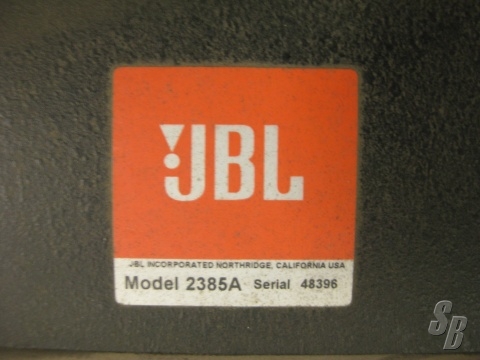 JBL
JBL INCORPORATED NORTHRIDGE, CALIFORNIA USA
Model 2385A Serial 48396
SB